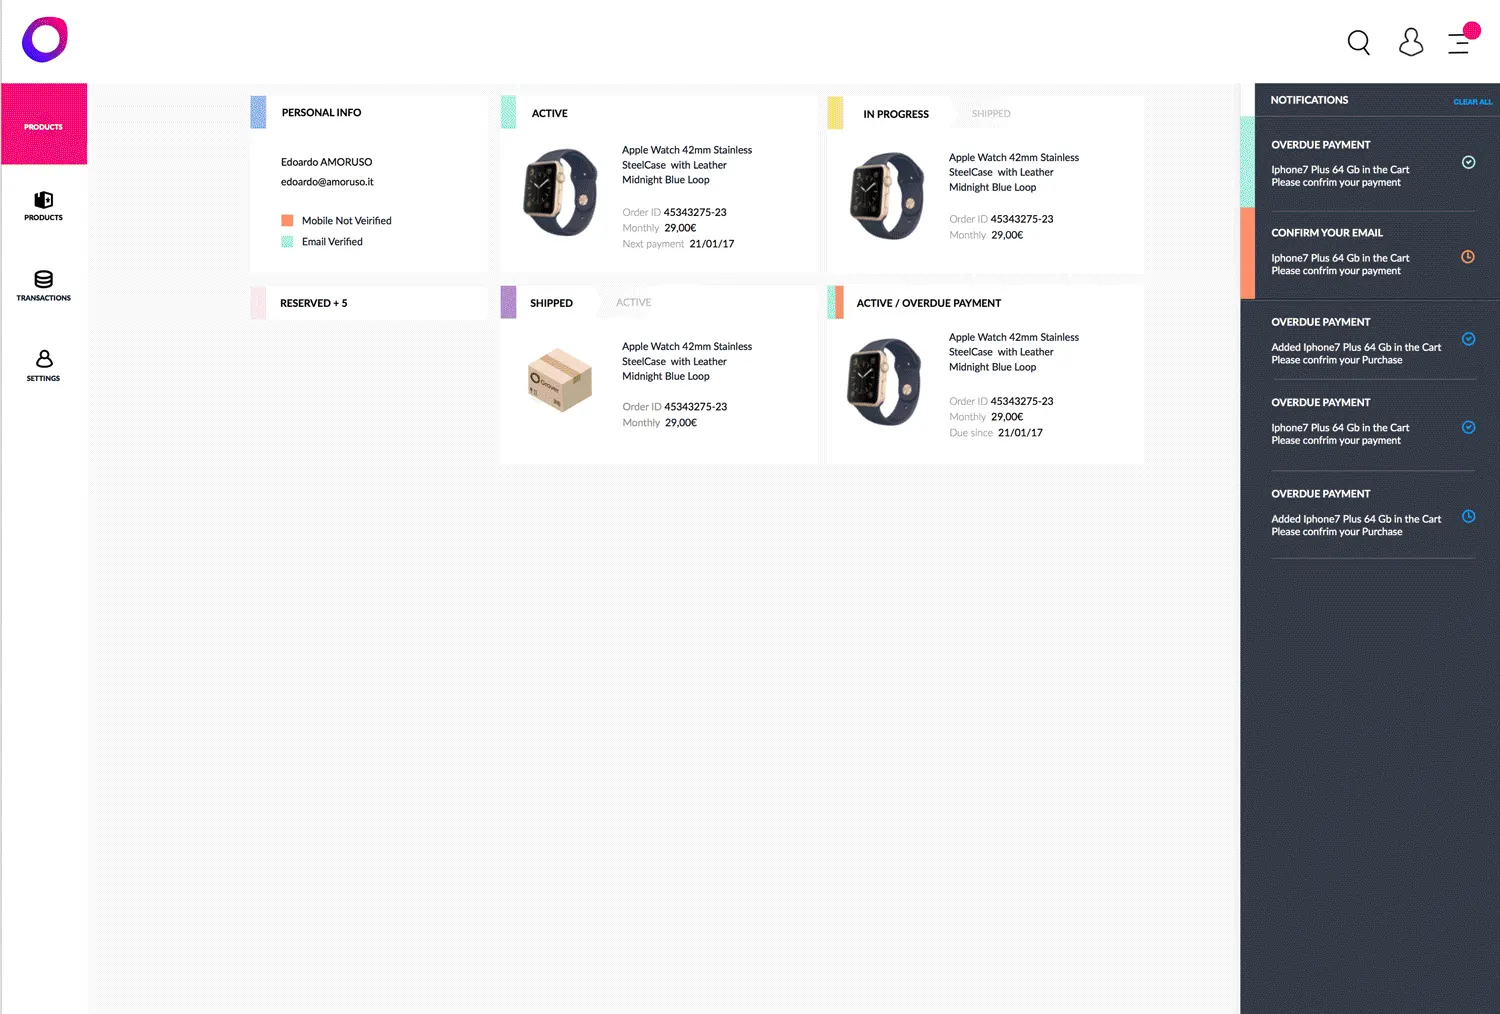 PRODUCTS
PRODUCTS
TRANSACTIONS
SETTINGS
PERSONAL INFO
Edoardo AMORUSO
edoardo@amoruso.it
Mobile Not Veirified
Email Verified
RESERVED + 5
ACTIVE
Apple Watch 42mm Stainless
SteelCase with Leather
Midnight Blue Loop
Order ID 45343275-23
Monthly 29,00€
Next payment 21/01/17
IN PROGRESS
SHIPPED
Apple Watch 42mm Stainless
SteelCase with Leather
Midnight Blue Loop
Order ID 45343275-23
Monthly 29,00€
SHIPPED
ACTIVE
Grover
Apple Watch 42mm Stainless
SteelCase with Leather
Midnight Blue Loop
Order ID 45343275-23
Monthly 29,00€
ACTIVE / OVERDUE PAYMENT
Apple Watch 42mm Stainless
SteelCase with Leather
Midnight Blue Loop
Order ID 45343275-23
Monthly 29,00€
Due since 21/01/17
NOTIFICATIONS
CLEAR ALL
OVERDUE PAYMENT
Iphone7 Plus 64 Gb in the Cart
Please confrim your payment
CONFIRM YOUR EMAIL
Iphone7 Plus 64 Gb in the Cart
Please confrim your payment
OVERDUE PAYMENT
Added Iphone7 Plus 64 Gb in the Cart
Please confrim your Purchase
OVERDUE PAYMENT
Iphone7 Plus 64 Gb in the Cart
Please confrim your payment
OVERDUE PAYMENT
Added Iphone7 Plus 64 Gb in the Cart
Please confrim your Purchase